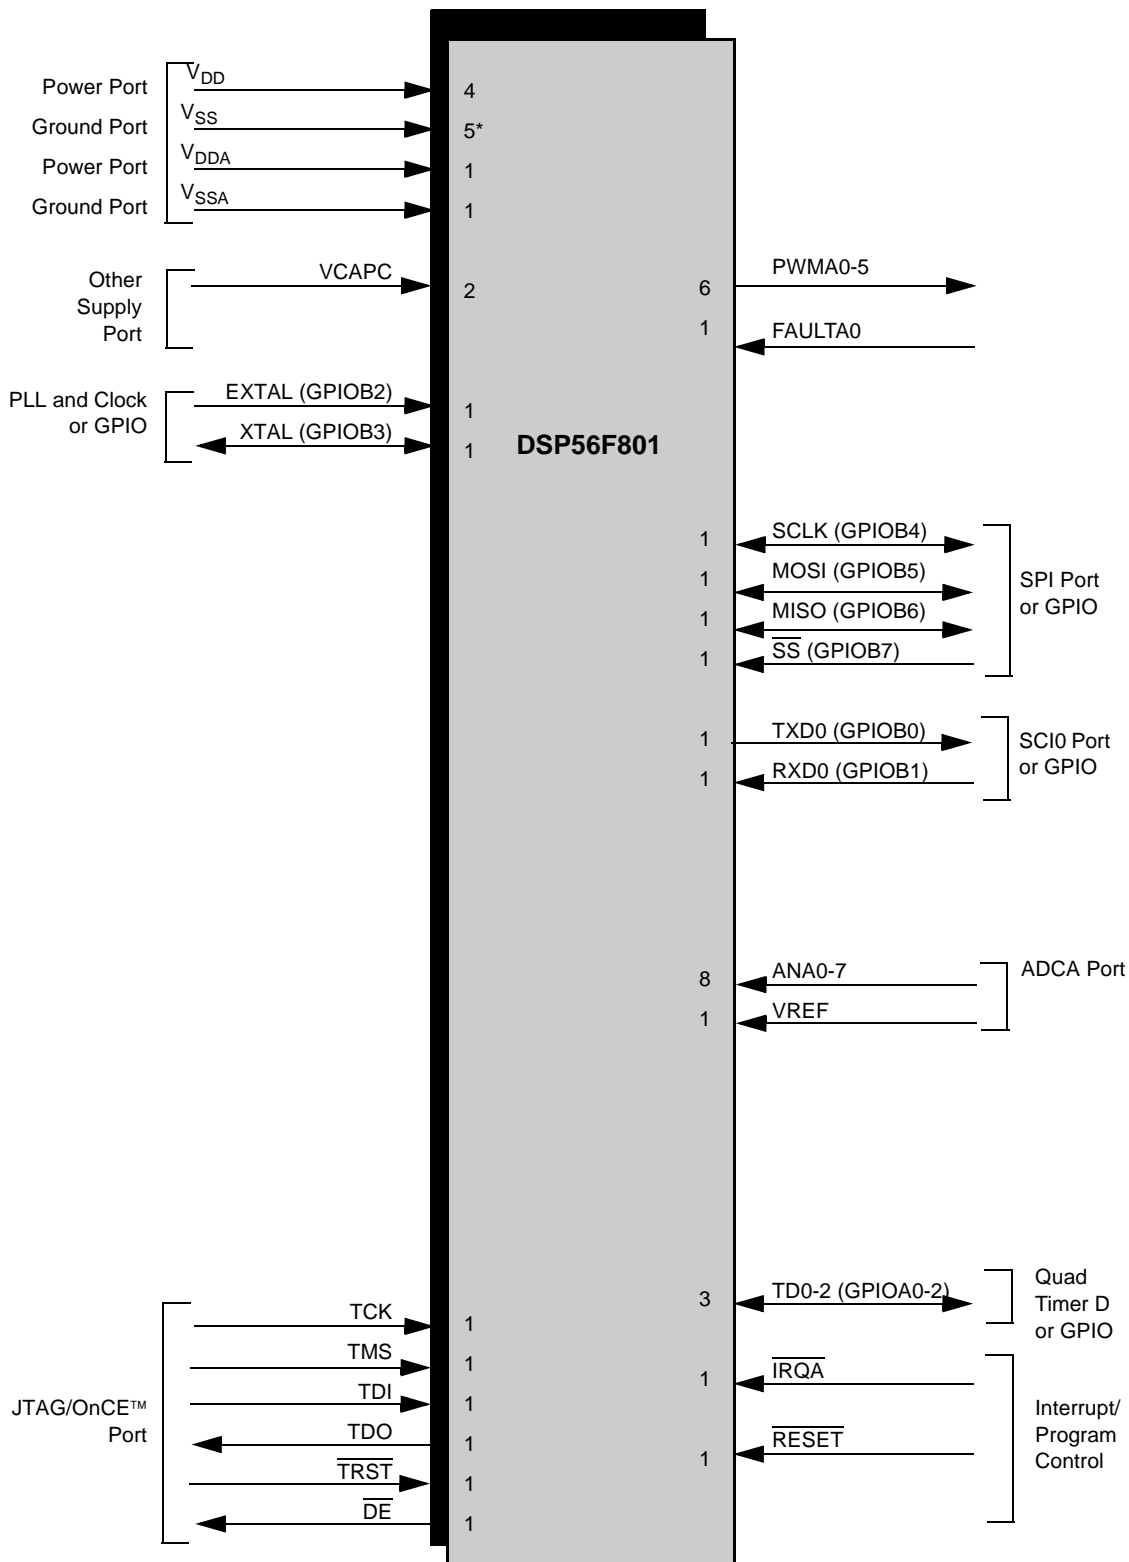 Power Port
V_DD
4
Ground Port
V_SS
5*
Power Port
V_DDA
1
Ground Port
V_SSA
1
Other
Supply
Port
VCAPC
2
6
PWMA0-5
1
FAULTA0
PLL and Clock
or GPIO
EXTAL (GPIOB2)
1
XTAL (GPIOB3)
1
DSP56F801
1
SCLK (GPIOB4)
1
MOSI (GPIOB5)
1
MISO (GPIOB6)
1
S̅S̅ (GPIOB7)
SPI Port
or GPIO
1
TXD0 (GPIOB0)
1
RXD0 (GPIOB1)
SCI0 Port
or GPIO
8
ANA0-7
1
VREF
ADCA Port
3
TD0-2 (GPIOA0-2)
Quad
Timer D
or GPIO
JTAG/OnCE™
Port
TCK
1
TMS
1
TDI
1
TDO
1
T̅R̅S̅T̅
1
D̅E̅
1
1
I̅R̅Q̅A̅
1
R̅E̅S̅E̅T̅
Interrupt/
Program
Control